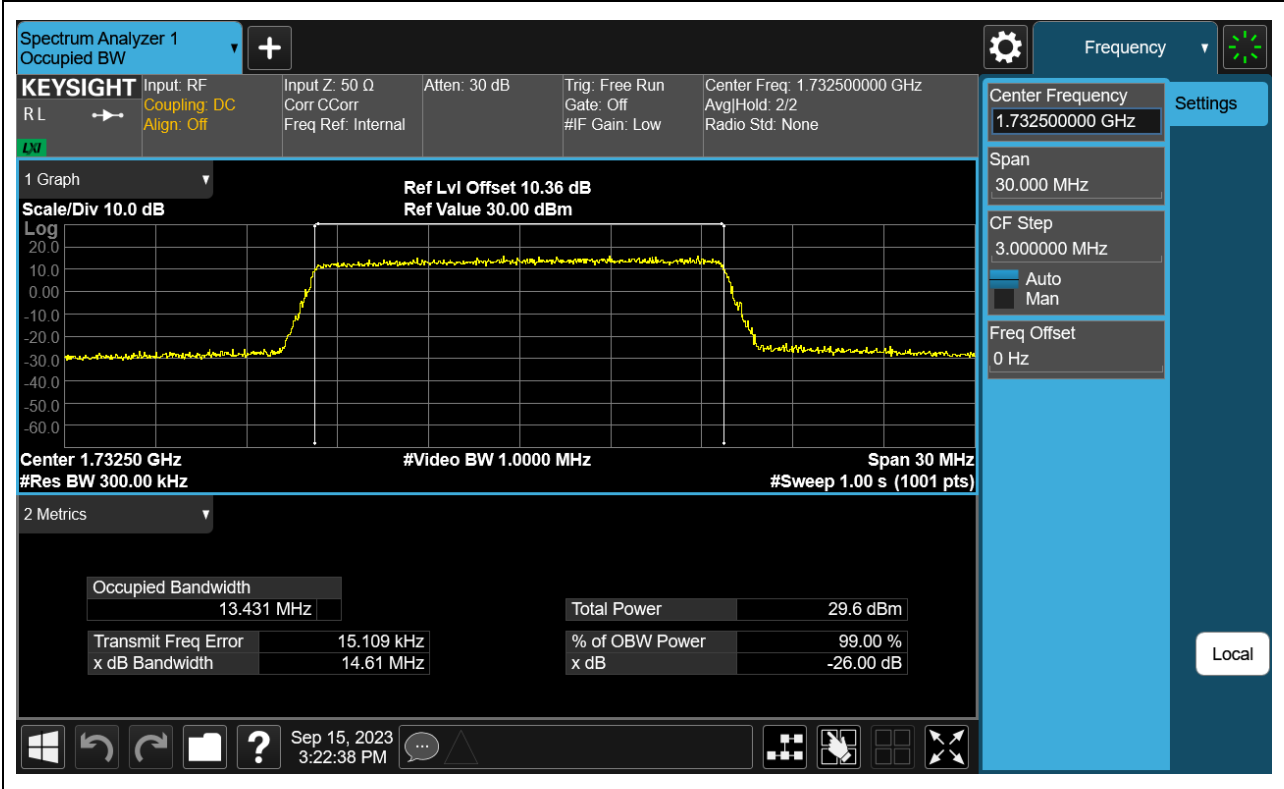 Spectrum Analyzer 1
Occupied BW
▼
+
Frequency
▼
KEYSIGHT
R L
LXI
Input: RF
Coupling: DC
Align: Off
Input Z: 50 Ω
Corr CCorr
Freq Ref: Internal
Atten: 30 dB
Trig: Free Run
Gate: Off
#IF Gain: Low
Center Freq: 1.732500000 GHz
Avg|Hold: 2/2
Radio Std: None
Center Frequency
1.732500000 GHz
Settings
Span
30.000 MHz
CF Step
3.000000 MHz
Auto
Man
Freq Offset
0 Hz
Local
1 Graph
▼
Scale/Div 10.0 dB
Ref Lvl Offset 10.36 dB
Ref Value 30.00 dBm
Log
20.0
10.0
0.00
-10.0
-20.0
-30.0
-40.0
-50.0
-60.0
Center 1.73250 GHz
#Video BW 1.0000 MHz
Span 30 MHz
#Res BW 300.00 kHz
#Sweep 1.00 s (1001 pts)
2 Metrics
▼
Occupied Bandwidth
13.431 MHz
Total Power 29.6 dBm
Transmit Freq Error 15.109 kHz
% of OBW Power 99.00 %
x dB Bandwidth 14.61 MHz
x dB -26.00 dB
?
Sep 15, 2023
3:22:38 PM